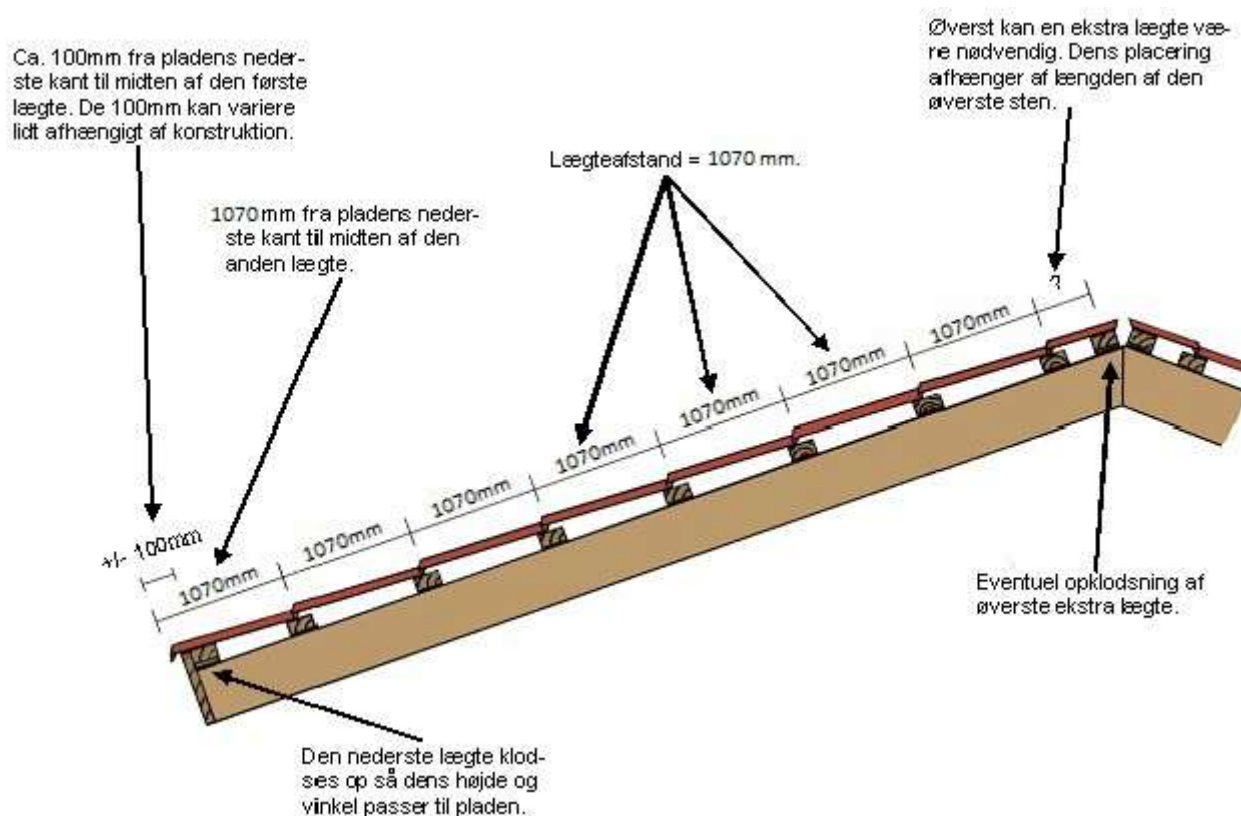 Ca. 100mm fra pladens neder-
ste kant til midten af den første
lægte. De 100mm kan variere
lidt afhængigt af konstruktion.
Øverst kan en ekstra lægte væ-
re nødvendig. Dens placering
afhænger af længden af den
øverste sten.
Lægteafstand = 1070 mm.
1070mm fra pladens neder-
ste kant til midten af den
anden lægte.
?
1070mm
1070mm
1070mm
1070mm
1070mm
1070mm
1070mm
+/- 100mm
Eventuel opklodsning af
øverste ekstra lægte.
Den nederste lægte klod-
ses op så dens højde og
vinkel passer til pladen.